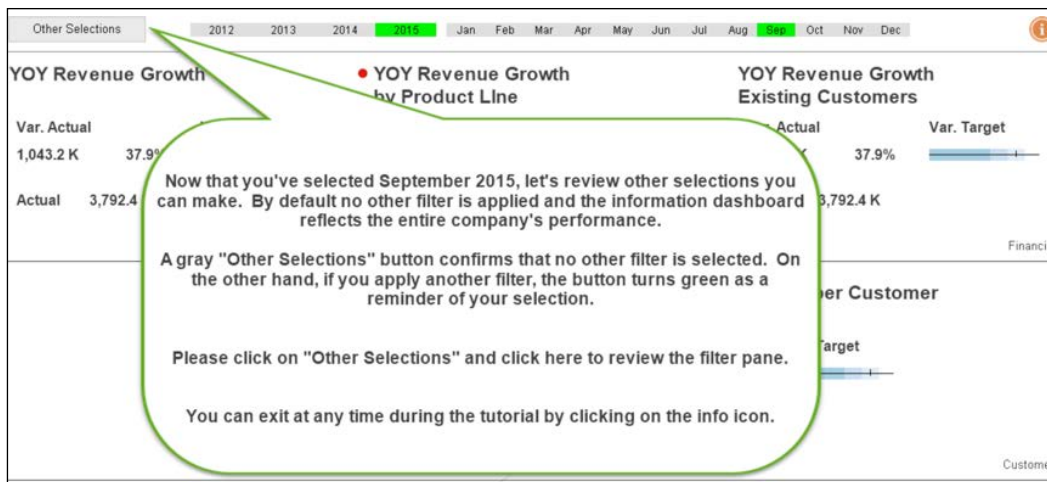 Other Selections
2012 2013 2014 2015 Jan Feb Mar Apr May Jun Jul Aug Sep Oct Nov Dec
YOY Revenue Growth
YOY Revenue Growth
by Product LIne
YOY Revenue Growth
Existing Customers
Var. Actual
Actual
Var. Target
1,043.2 K 37.9%
K 37.9%
Actual 3,792.4
3,792.4 K
Now that you've selected September 2015, let's review other selections you
can make. By default no other filter is applied and the information dashboard
reflects the entire company's performance.
A gray "Other Selections" button confirms that no other filter is selected. On
the other hand, if you apply another filter, the button turns green as a
reminder of your selection.
Please click on "Other Selections" and click here to review the filter pane.
You can exit at any time during the tutorial by clicking on the info icon.
Financi
er Customer
Target
Custome